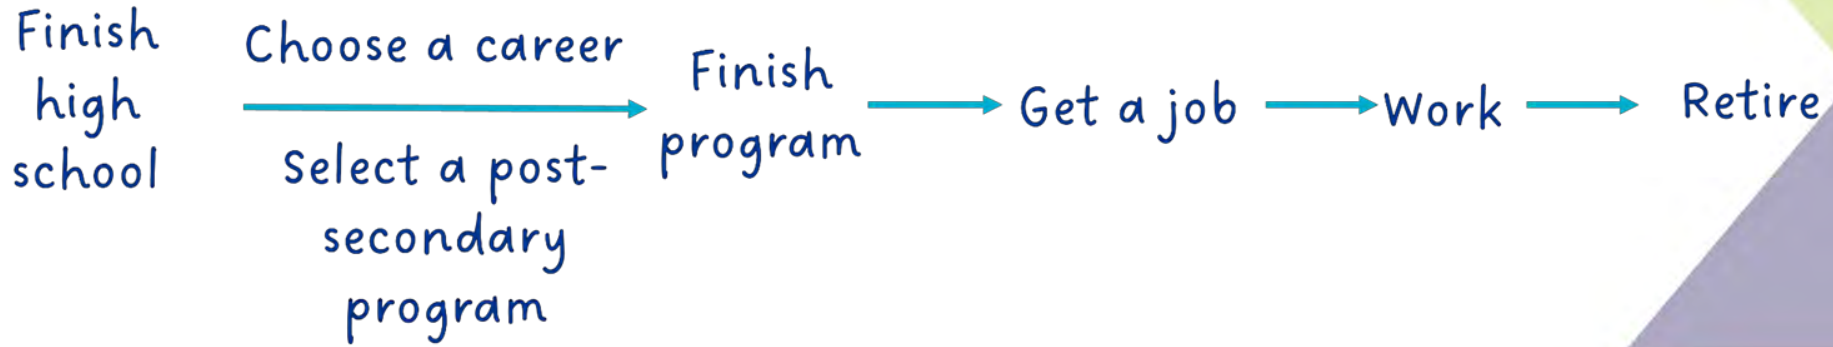 Finish
high
school
Choose a career
Select a post-
secondary
program
Finish
program
Get a job
Work
Retire